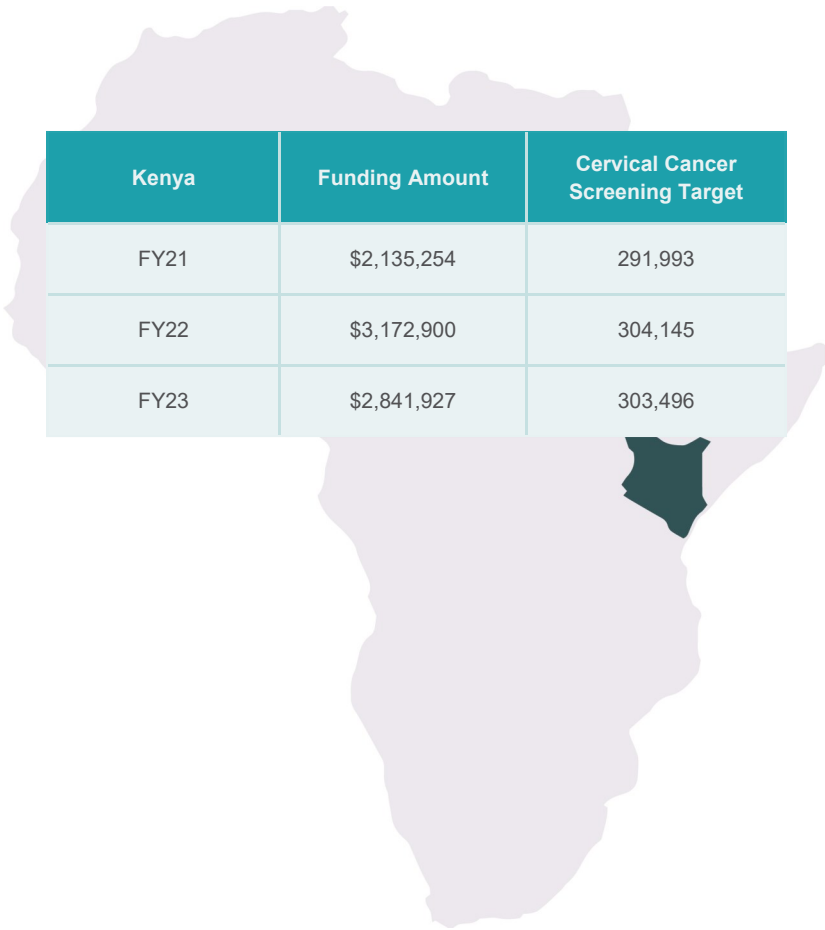 Kenya Funding Amount Cervical Cancer
Screening Target
FY21 $2,135,254 291,993
FY22 $3,172,900 304,145
FY23 $2,841,927 303,496